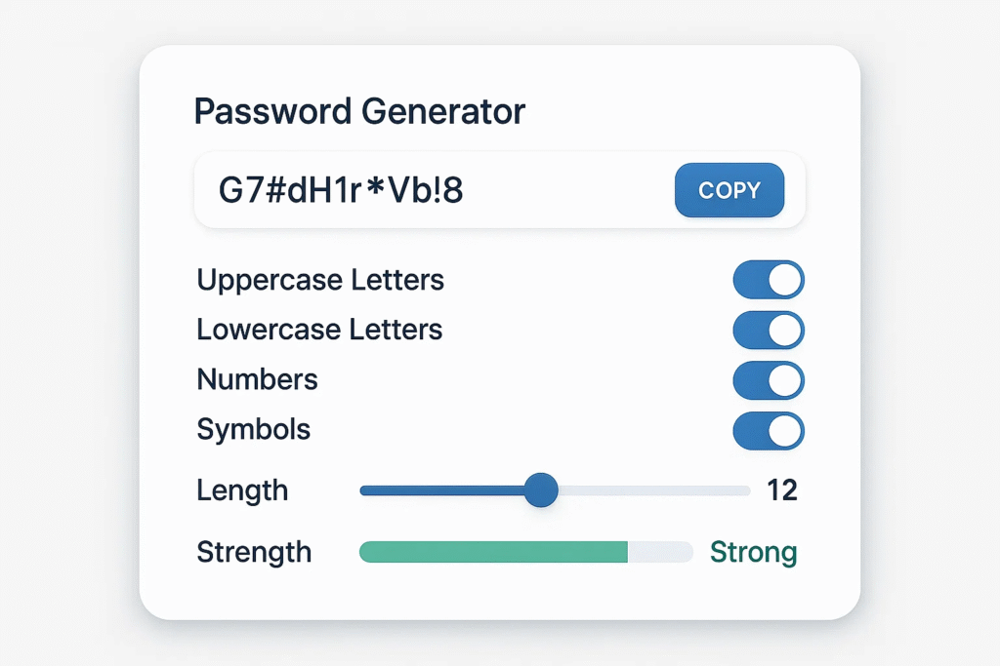 Password Generator
G7#dH1r*Vb!8 COPY
Uppercase Letters
Lowercase Letters
Numbers
Symbols
Length 12
Strength Strong